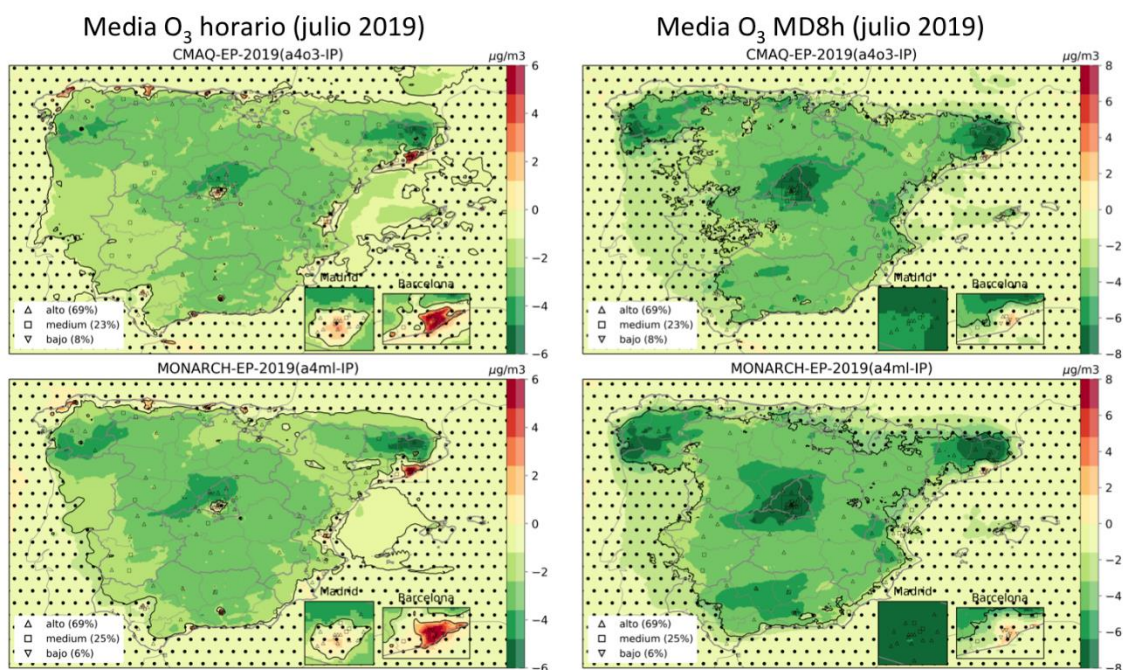 Media O₃ horario (julio 2019)
CMAQ-EP-2019(a4o3-IP)
μg/m3
6
4
2
0
−2
−4
−6
Madrid
Barcelona
alto (69%)
medium (23%)
bajo (8%)
Media O₃ MD8h (julio 2019)
CMAQ-EP-2019(a4o3-IP)
μg/m3
8
6
4
2
0
−2
−4
−6
−8
Madrid
Barcelona
alto (69%)
medium (23%)
bajo (8%)
MONARCH-EP-2019(a4ml-IP)
μg/m3
6
4
2
0
−2
−4
−6
Madrid
Barcelona
alto (69%)
medium (25%)
bajo (6%)
MONARCH-EP-2019(a4ml-IP)
μg/m3
8
6
4
2
0
−2
−4
−6
−8
Madrid
Barcelona
alto (69%)
medium (25%)
bajo (6%)